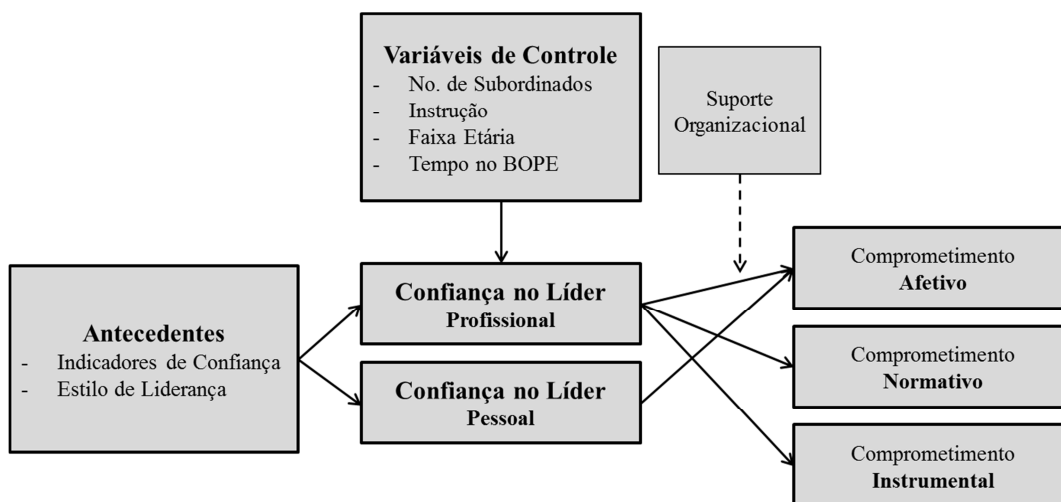 Variáveis de Controle
- No. de Subordinados
- Instrução
- Faixa Etária
- Tempo no BOPE
Suporte
Organizacional
Antecedentes
- Indicadores de Confiança
- Estilo de Liderança
Confiança no Líder
Profissional
Confiança no Líder
Pessoal
Comprometimento
Afetivo
Comprometimento
Normativo
Comprometimento
Instrumental